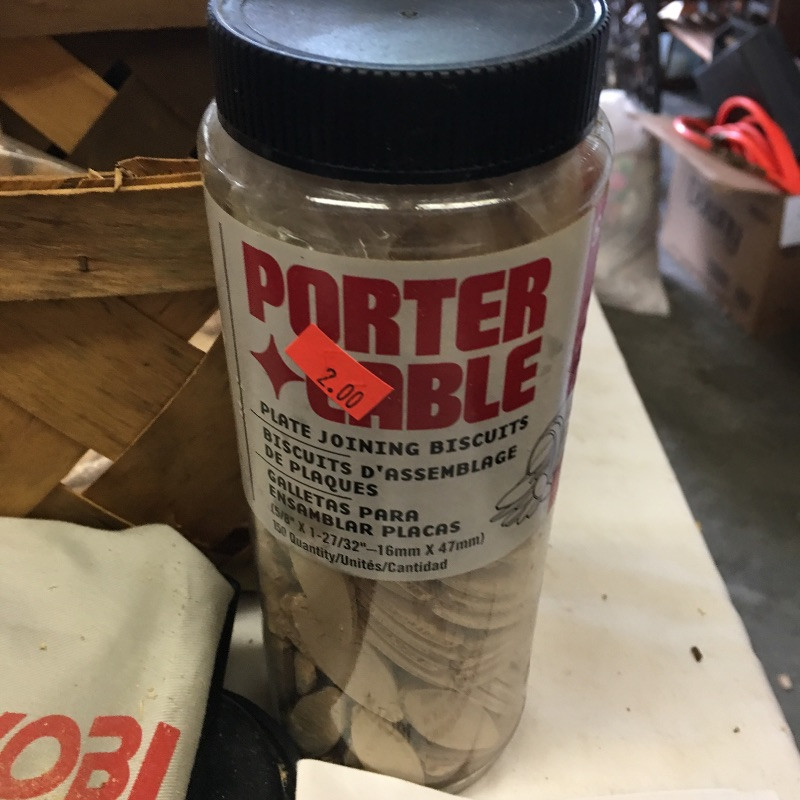 PORTER
CABLE
2.00
PLATE JOINING BISCUITS
BISCUITS D'ASSEMBLAGE
DE PLAQUES
GALLETAS PARA
ENSAMBLAR PLACAS
(5/8" X 1-27/32"–16mm X 47mm)
150 Quantity/Unités/Cantidad
OBI